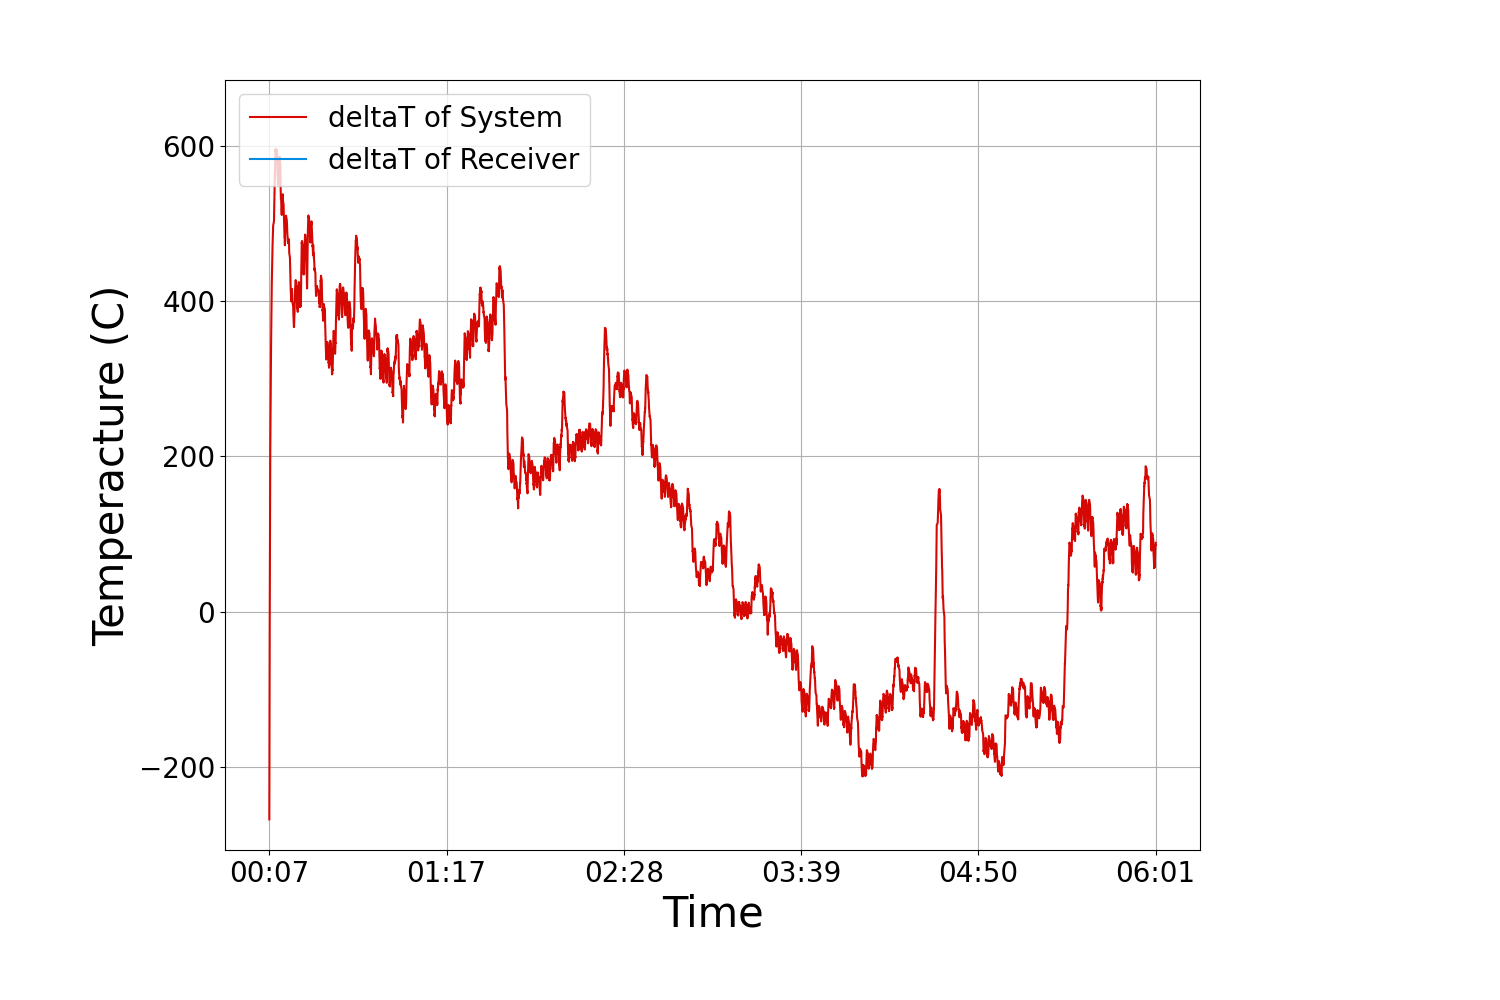 deltaT of System
deltaT of Receiver
600
400
200
0
−200
Temperacture (C)
00:07 01:17 02:28 03:39 04:50 06:01
Time